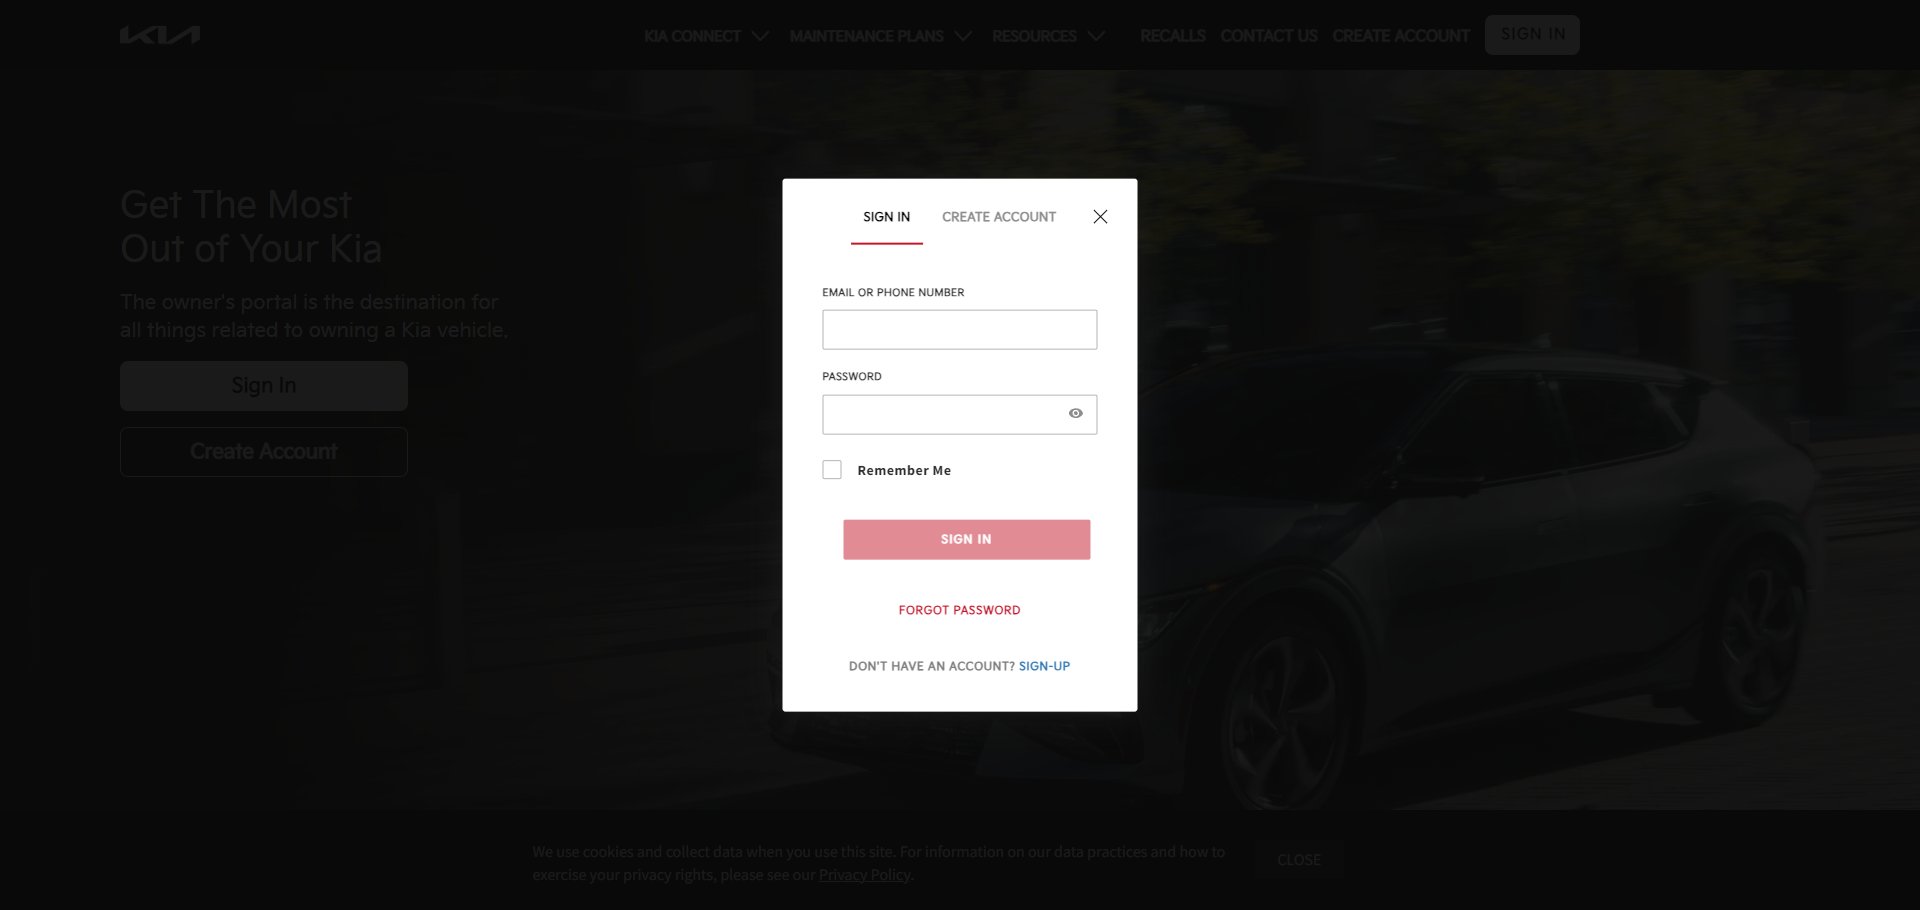 KIA
KIA CONNECT
MAINTENANCE PLANS
RESOURCES
RECALLS
CONTACT US
CREATE ACCOUNT
SIGN IN
Get The Most
Out of Your Kia
The owner's portal is the destination for
all things related to owning a Kia vehicle.
Sign In
Create Account
SIGN IN
CREATE ACCOUNT
EMAIL OR PHONE NUMBER
PASSWORD
Remember Me
SIGN IN
FORGOT PASSWORD
DON'T HAVE AN ACCOUNT? SIGN-UP
We use cookies and collect data when you use this site. For information on our data practices and how to
exercise your privacy rights, please see our Privacy Policy.
CLOSE